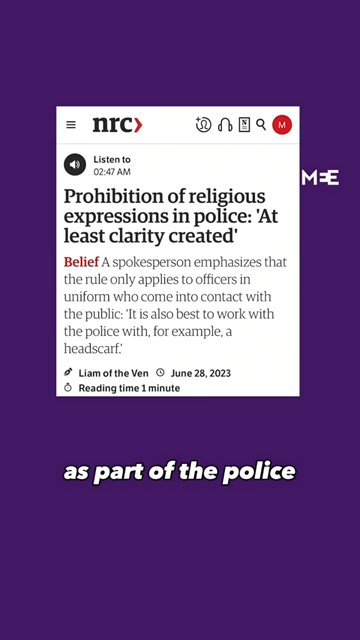 nrc>
M
Listen to
02:47 AM
MEE
Prohibition of religious
expressions in police: 'At
least clarity created'
Belief A spokesperson emphasizes that
the rule only applies to officers in
uniform who come into contact with
the public: 'It is also best to work with
the police with, for example, a
headscarf.'
Liam of the Ven June 28, 2023
Reading time 1 minute
as part of the police